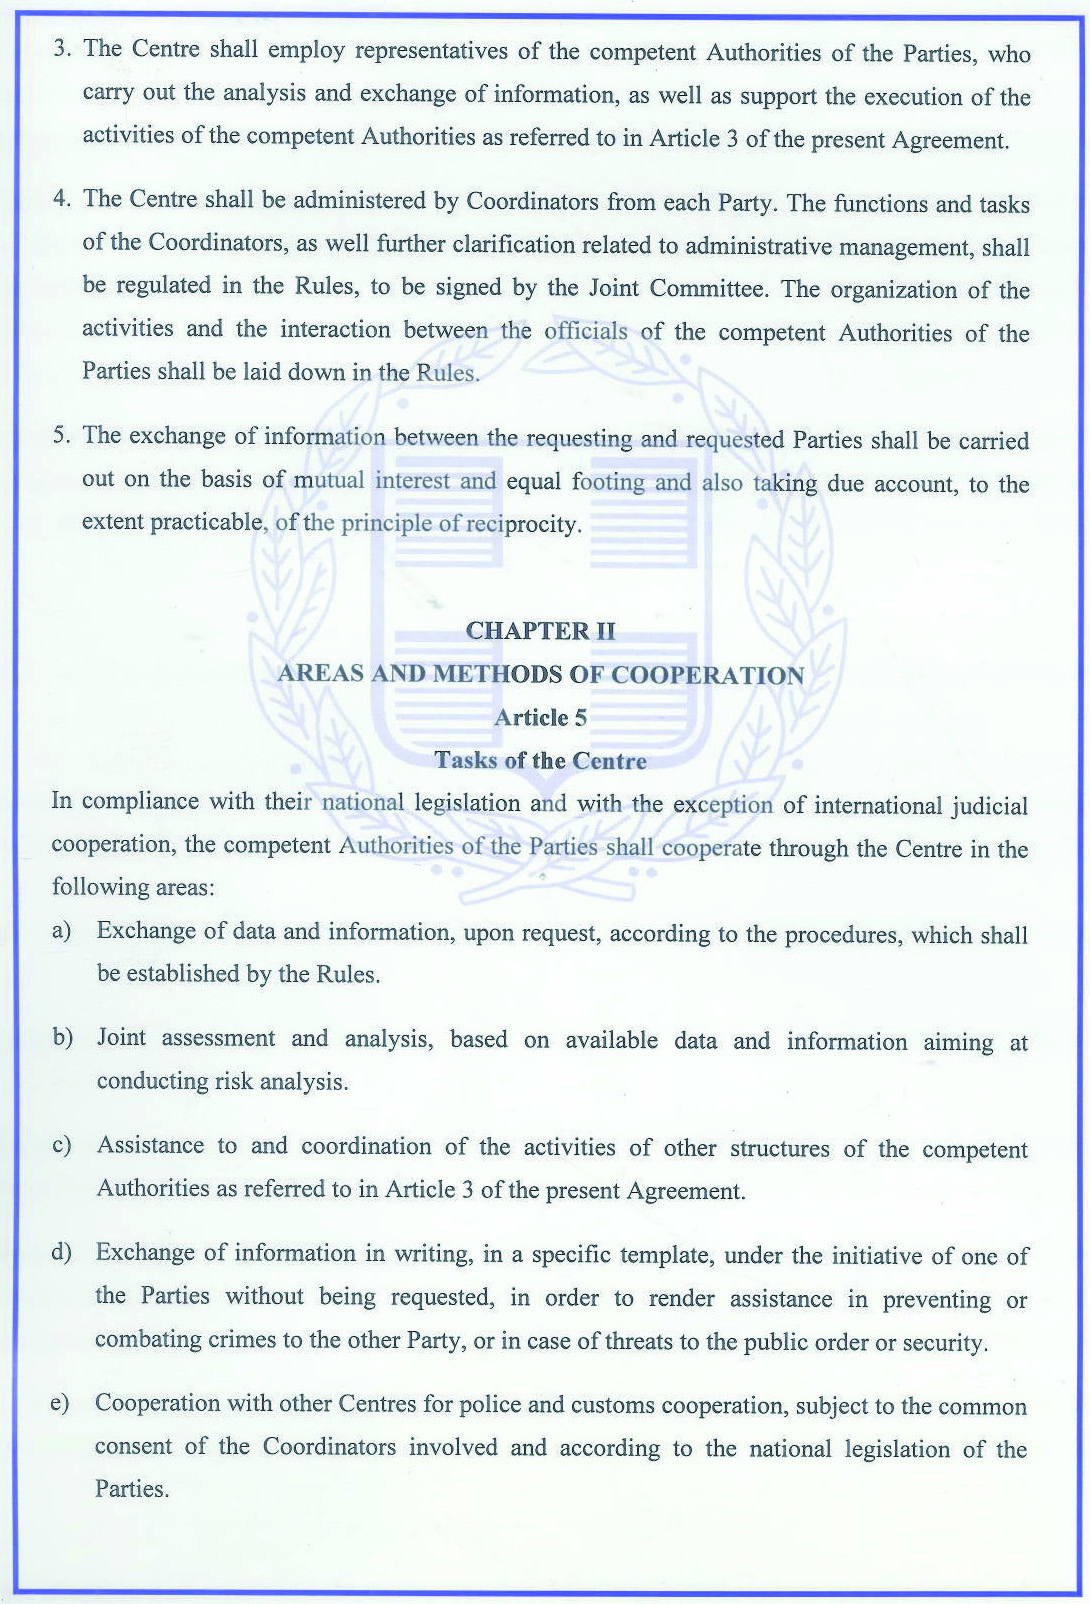 3. The Centre shall employ representatives of the competent Authorities of the Parties, who
carry out the analysis and exchange of information, as well as support the execution of the
activities of the competent Authorities as referred to in Article 3 of the present Agreement.
4. The Centre shall be administered by Coordinators from each Party. The functions and tasks
of the Coordinators, as well further clarification related to administrative management, shall
be regulated in the Rules, to be signed by the Joint Committee. The organization of the
activities and the interaction between the officials of the competent Authorities of the
Parties shall be laid down in the Rules.
5. The exchange of information between the requesting and requested Parties shall be carried
out on the basis of mutual interest and equal footing and also taking due account, to the
extent practicable, of the principle of reciprocity.
CHAPTER II
AREAS AND METHODS OF COOPERATION
Article 5
Tasks of the Centre
In compliance with their national legislation and with the exception of international judicial
cooperation, the competent Authorities of the Parties shall cooperate through the Centre in the
following areas:
a) Exchange of data and information, upon request, according to the procedures, which shall
be established by the Rules.
b) Joint assessment and analysis, based on available data and information aiming at
conducting risk analysis.
c) Assistance to and coordination of the activities of other structures of the competent
Authorities as referred to in Article 3 of the present Agreement.
d) Exchange of information in writing, in a specific template, under the initiative of one of
the Parties without being requested, in order to render assistance in preventing or
combating crimes to the other Party, or in case of threats to the public order or security.
e) Cooperation with other Centres for police and customs cooperation, subject to the common
consent of the Coordinators involved and according to the national legislation of the
Parties.